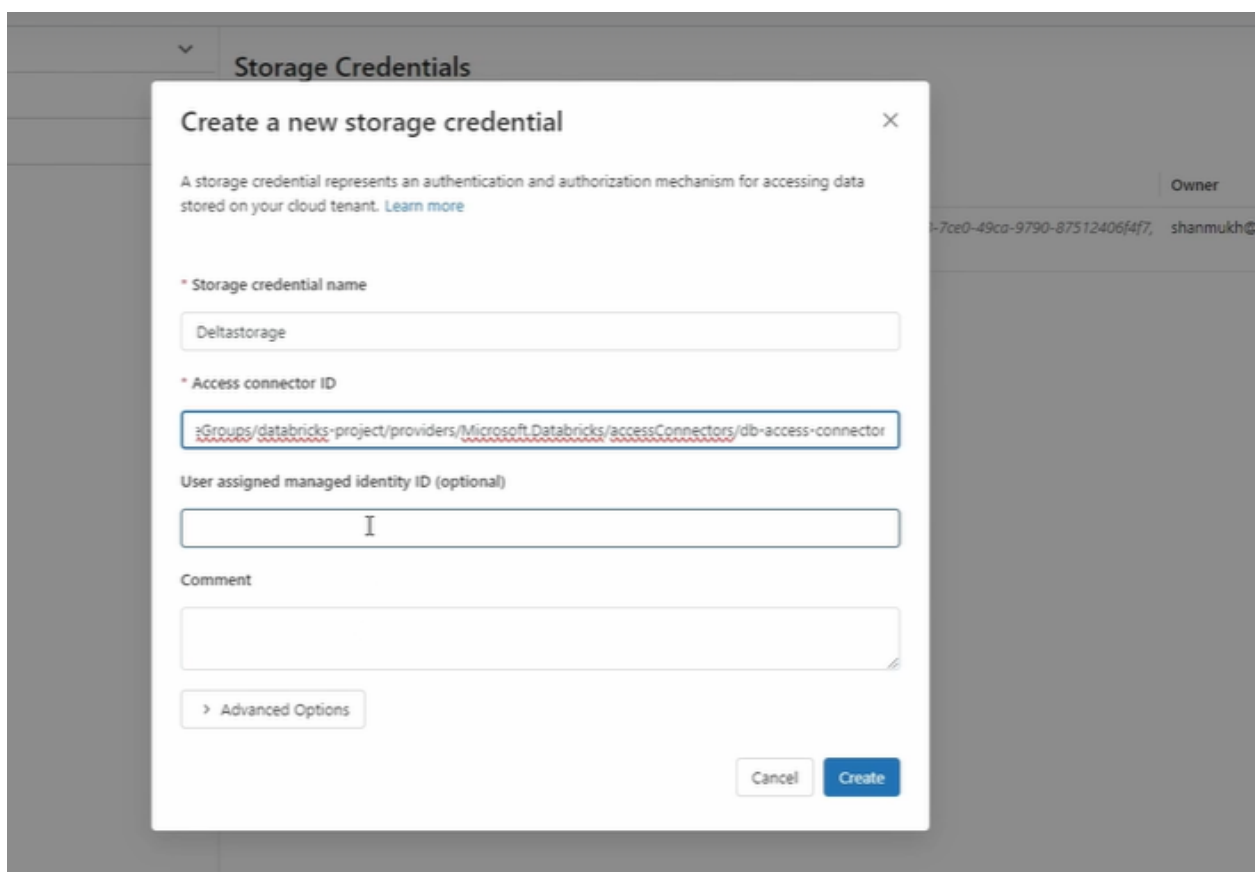 Storage Credentials
Create a new storage credential
A storage credential represents an authentication and authorization mechanism for accessing data
stored on your cloud tenant. Learn more
Owner
-7ce0-49ca-9790-87512406f4f7,
shanmukh@
* Storage credential name
Deltastorage
* Access connector ID
eGroups/databricks-project/providers/Microsoft.Databricks/accessConnectors/db-access-connector
User assigned managed identity ID (optional)
Comment
> Advanced Options
Cancel
Create